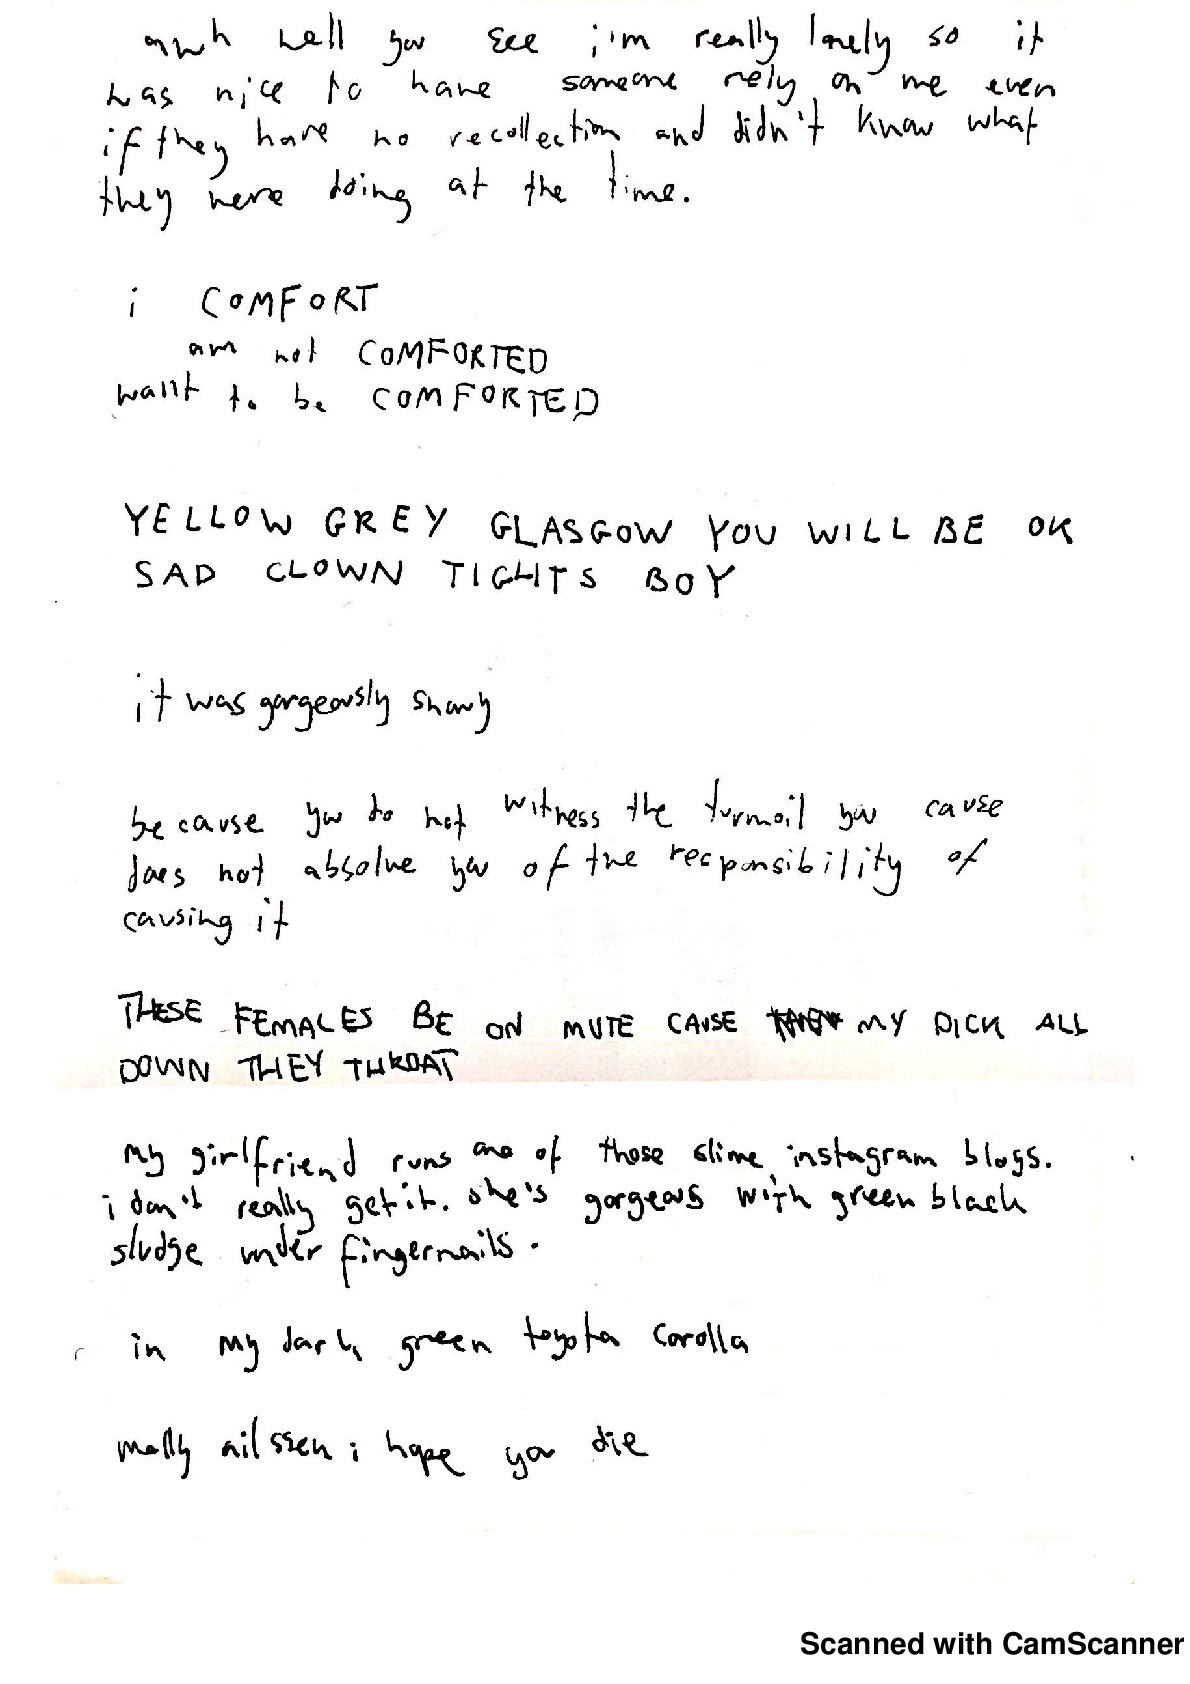 awh well you see i'm really lonely so it
was nice to have someone rely on me even
if they have no recollection and didn't know what
they were doing at the time.
i COMFORT
am not COMFORTED
want to be COMFORTED
YELLOW GREY GLASGOW YOU WILL BE OK
SAD CLOWN TIGHTS BOY
it was gorgeously snowy
because you do not witness the turmoil you cause
does not absolve you of the responsibility of
causing it
THESE FEMALES BE ON MUTE CAUSE MY DICK ALL
DOWN THEY THROAT
my girlfriend runs one of those slime instagram blogs.
i don't really get it. she's gorgeous with green black
sludge under fingernails.
in my dark green toyota corolla
molly nilssen i hope you die
Scanned with CamScanner